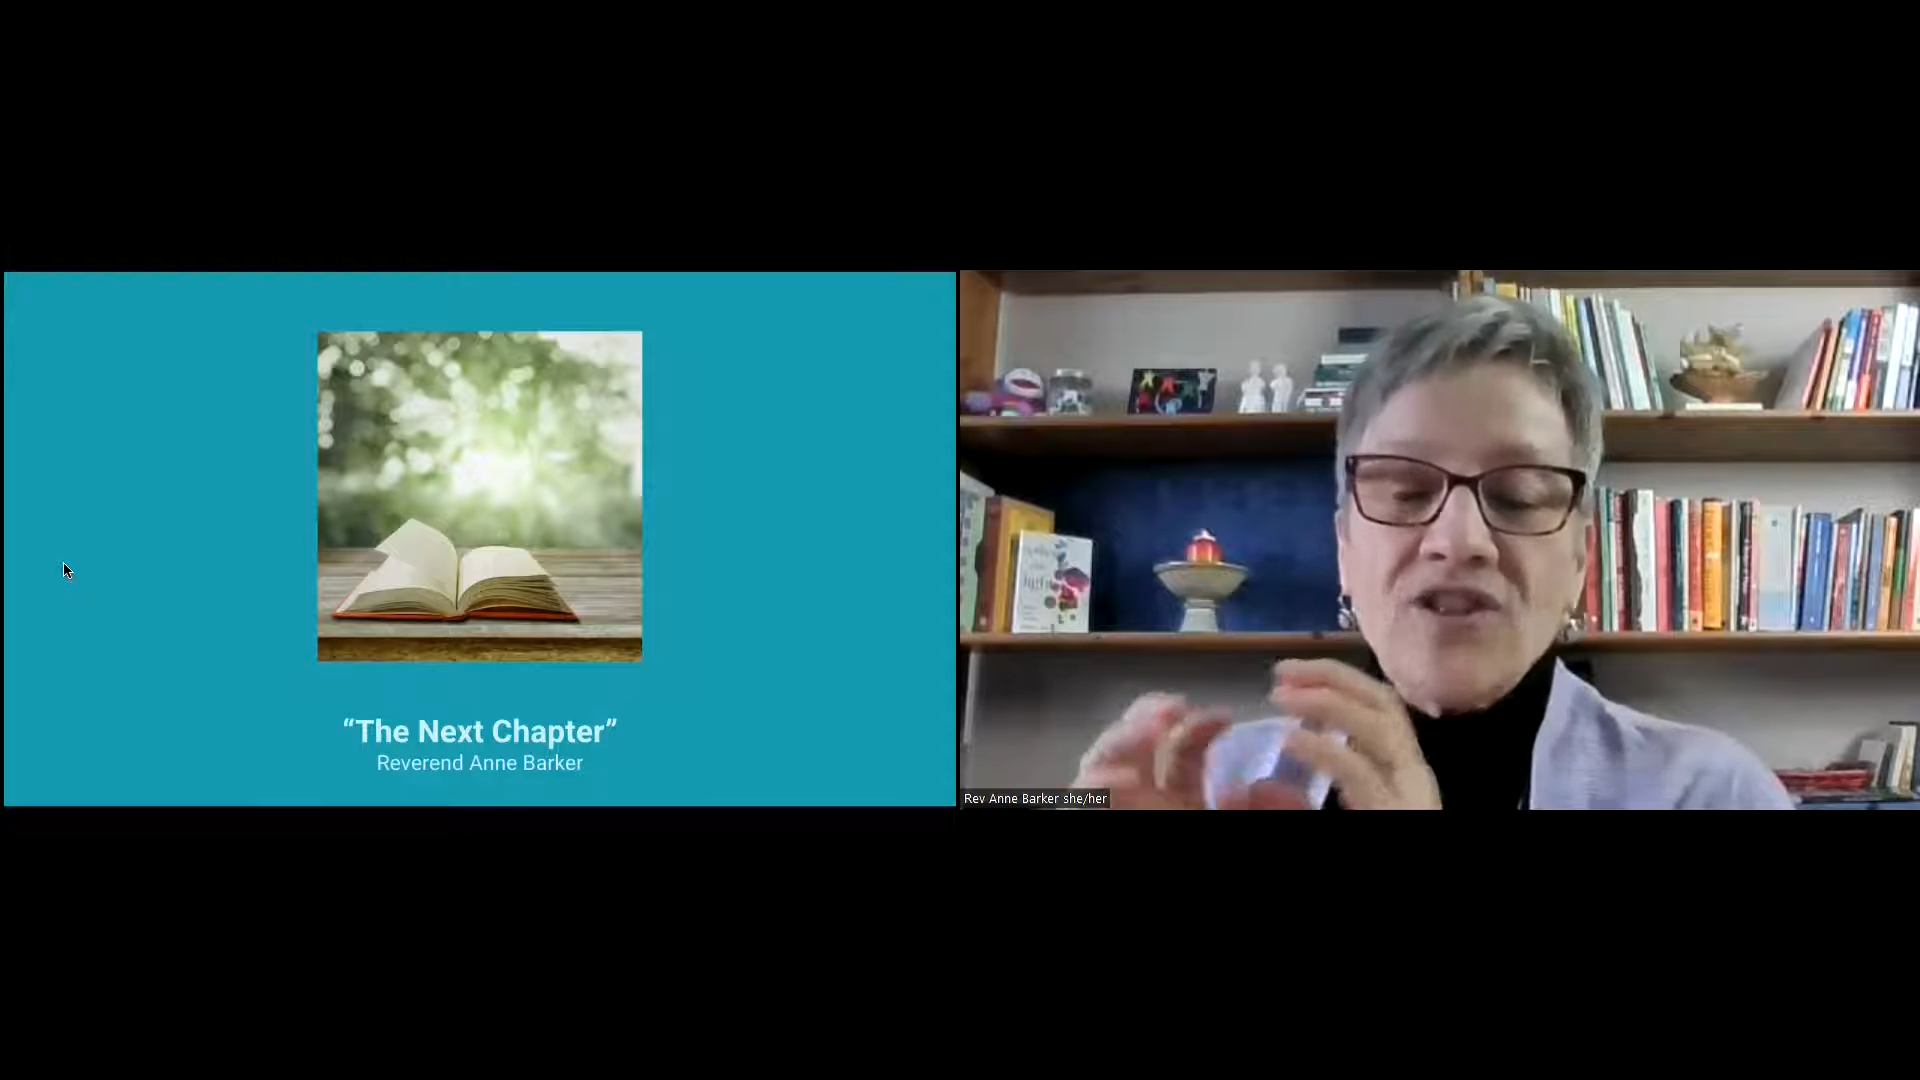 “The Next Chapter”
Reverend Anne Barker
Rev Anne Barker she/her